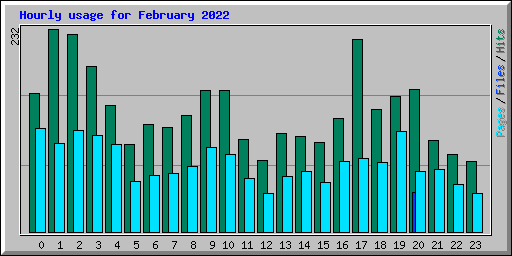 Hourly usage for February 2022
232
Pages / Files / Hits
0 1 2 3 4 5 6 7 8 9 10 11 12 13 14 15 16 17 18 19 20 21 22 23